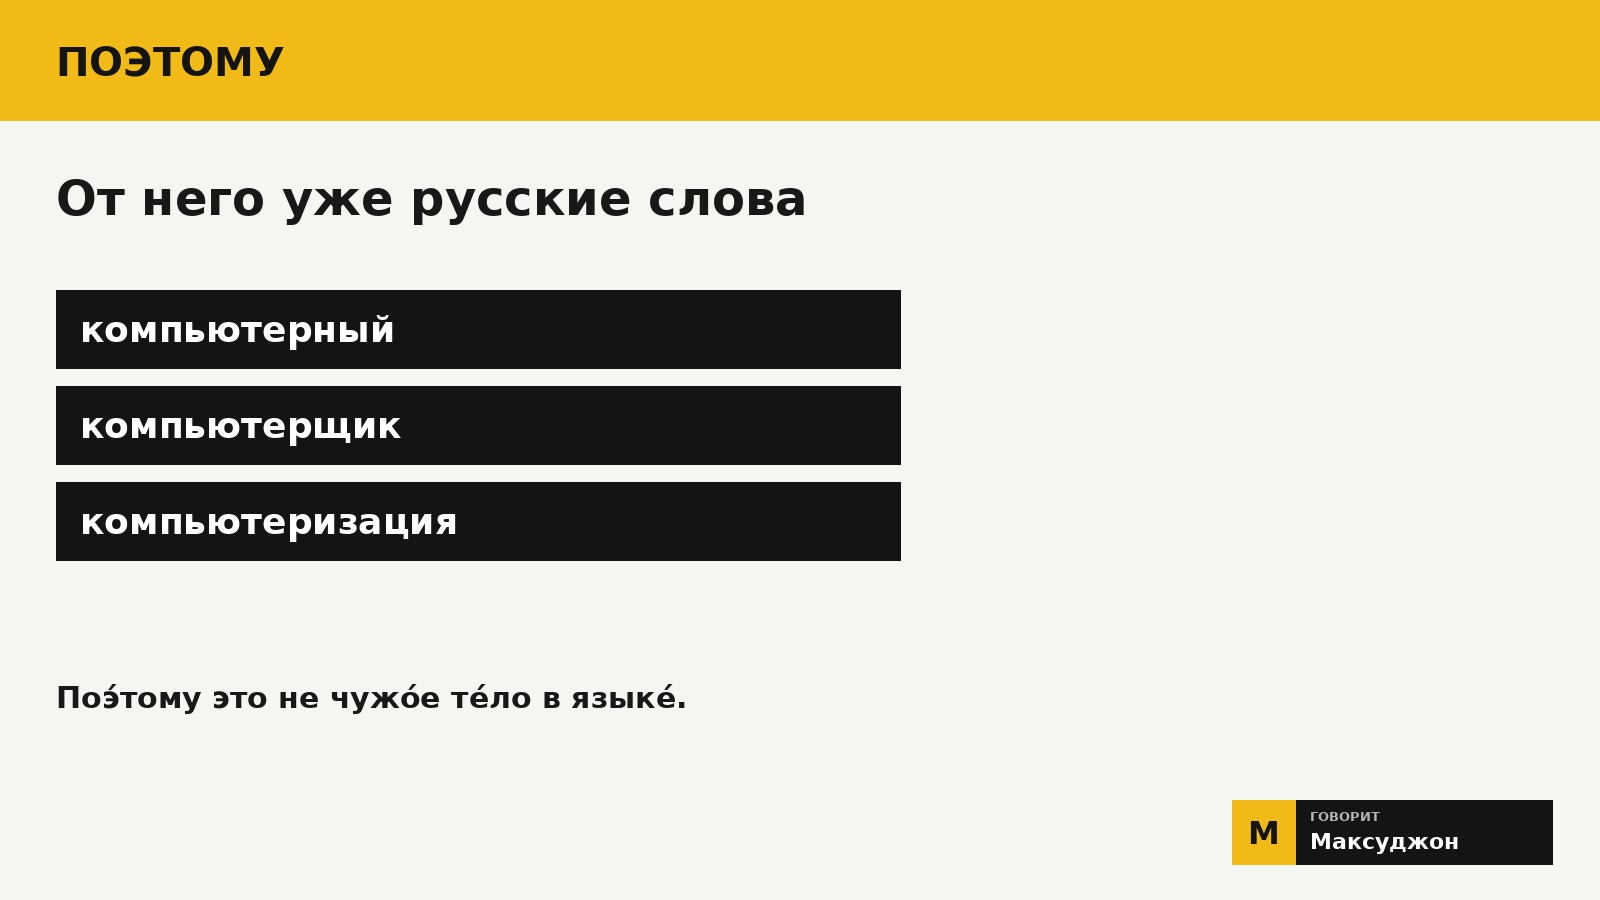 ПОЭТОМУ
От него уже русские слова
компьютерный
компьютерщик
компьютеризация
Поэ́тому это не чужо́е те́ло в языке́.
М
ГОВОРИТ
Максуджон